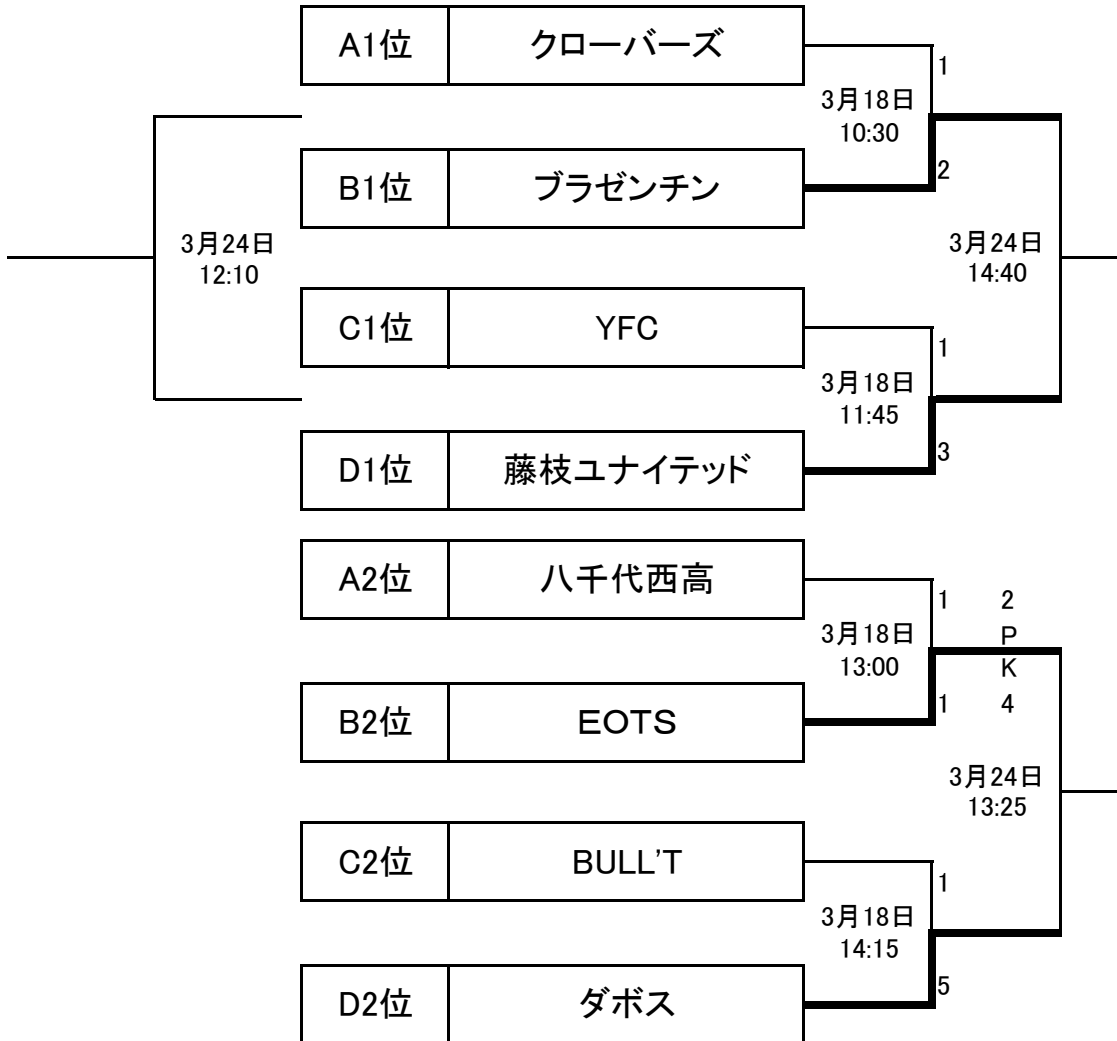 A1位 クローバーズ
1
3月18日
10:30
B1位 ブラゼンチン
2
3月24日
12:10
3月24日
14:40
C1位 YFC
1
3月18日
11:45
D1位 藤枝ユナイテッド
3
A2位 八千代西高
1 2
3月18日
13:00
P
K
B2位 EOTS
1 4
3月24日
13:25
C2位 BULL'T
1
3月18日
14:15
D2位 ダボス
5